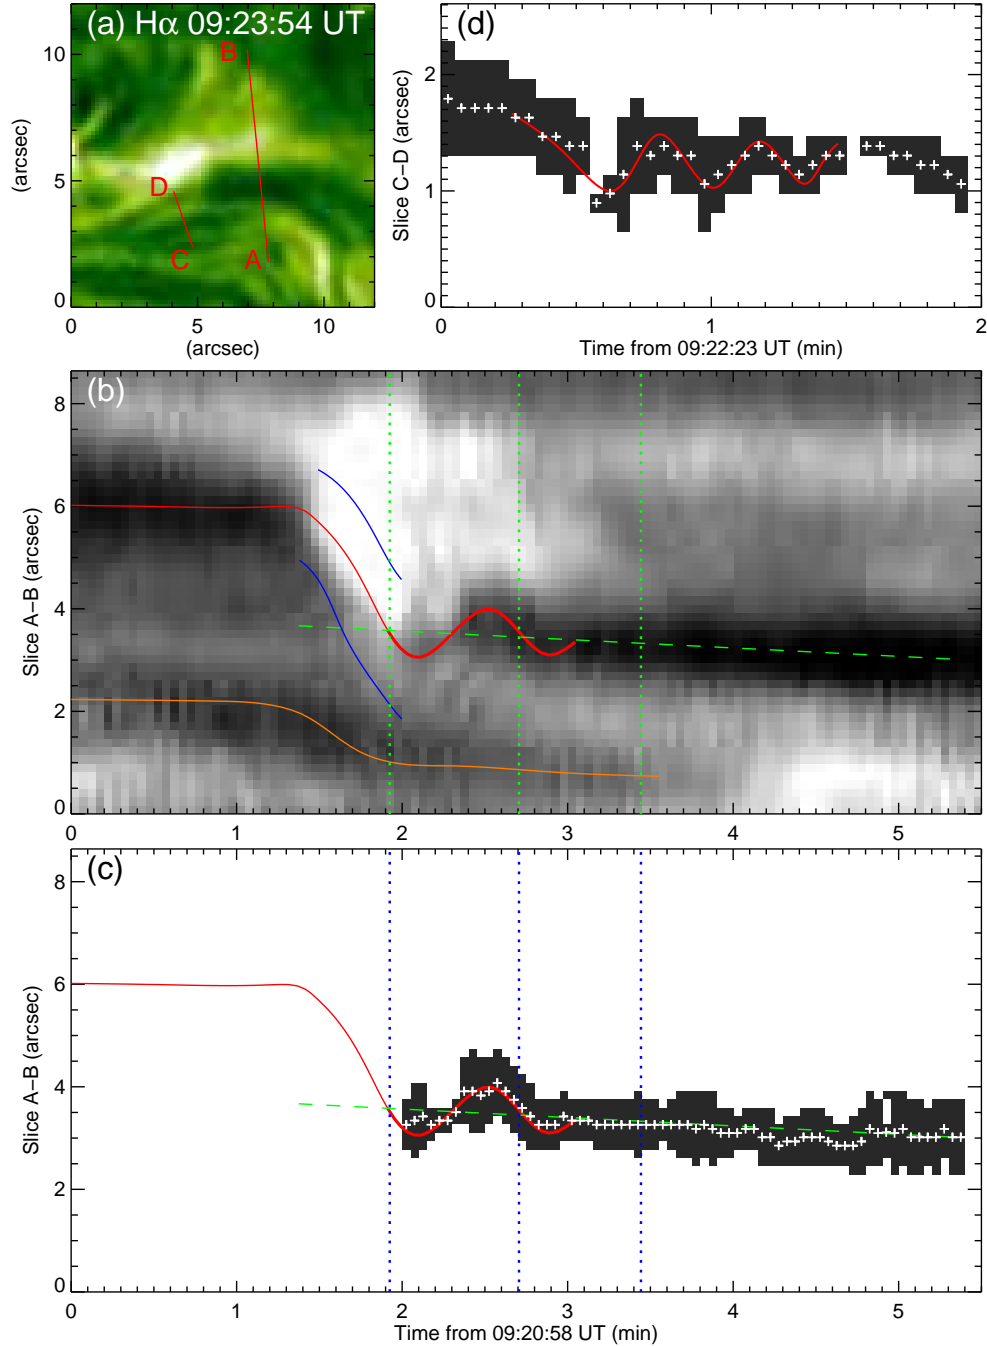 (a) Hα 09:23:54 UT
B
D
C
A
(arcsec)
10
5
0
0 5 10
(arcsec)
(d)
Slice C–D (arcsec)
2
1
0
0 1 2
Time from 09:22:23 UT (min)
(b)
Slice A–B (arcsec)
8
6
4
2
0
0 1 2 3 4 5
(c)
Slice A–B (arcsec)
8
6
4
2
0
0 1 2 3 4 5
Time from 09:20:58 UT (min)